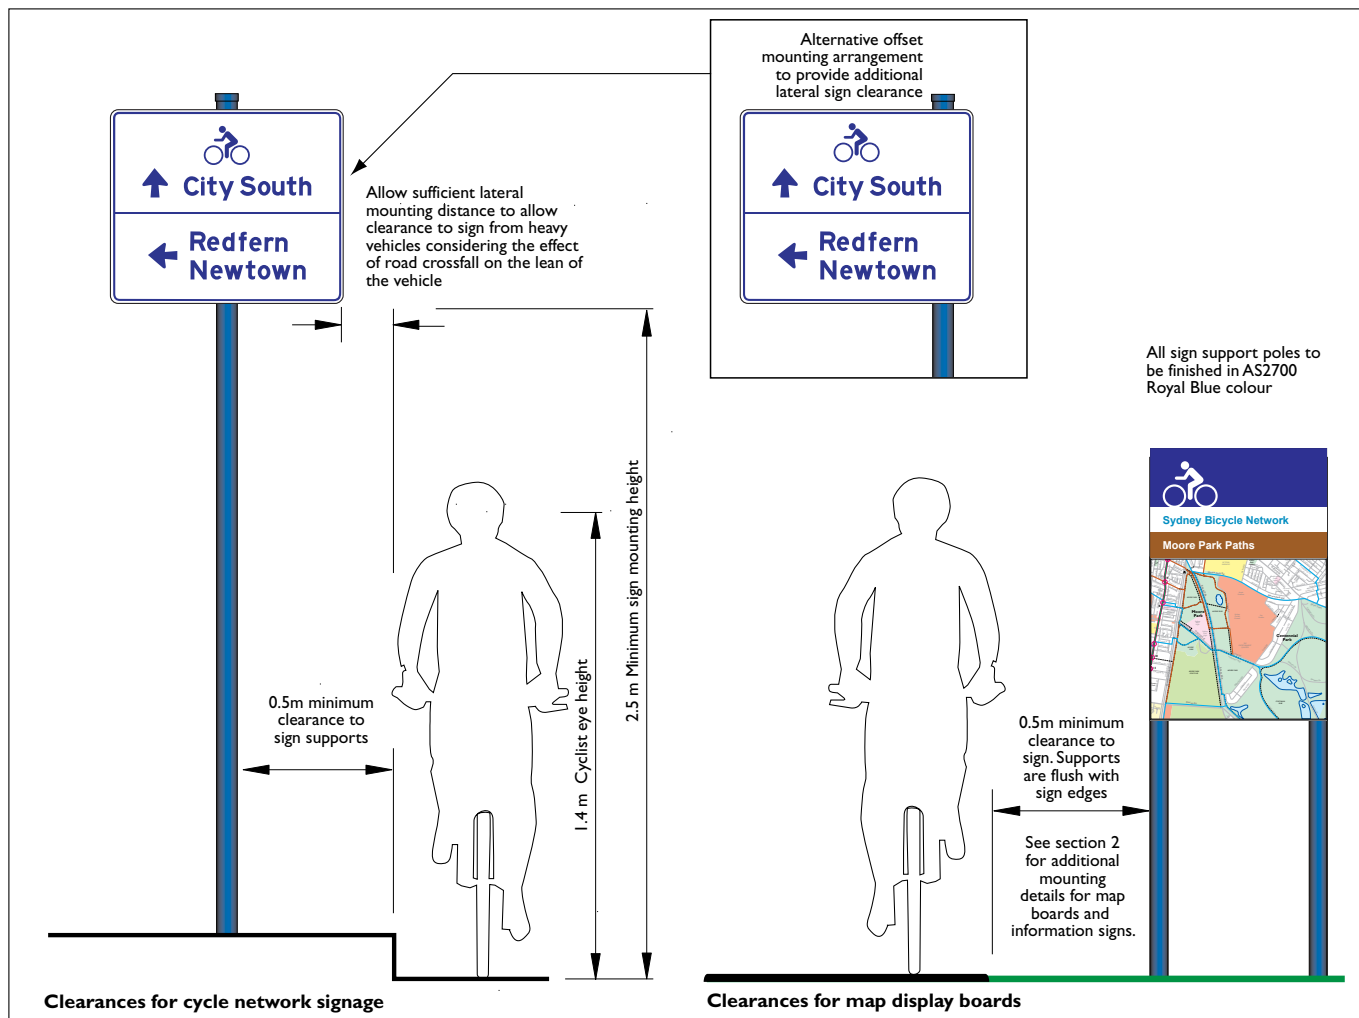 Alternative offset
mounting arrangement
to provide additional
lateral sign clearance
City South
Redfern
Newtown
Allow sufficient lateral
mounting distance to allow
clearance to sign from heavy
vehicles considering the effect
of road crossfall on the lean of
the vehicle
City South
Redfern
Newtown
All sign support poles to
be finished in AS2700
Royal Blue colour
2.5 m Minimum sign mounting height
1.4 m Cyclist eye height
0.5m minimum
clearance to
sign supports
Sydney Bicycle Network
Moore Park Paths
Moore
Park
Centennial
Park
0.5m minimum
clearance to
sign. Supports
are flush with
sign edges
See section 2
for additional
mounting
details for map
boards and
information signs.
Clearances for cycle network signage
Clearances for map display boards